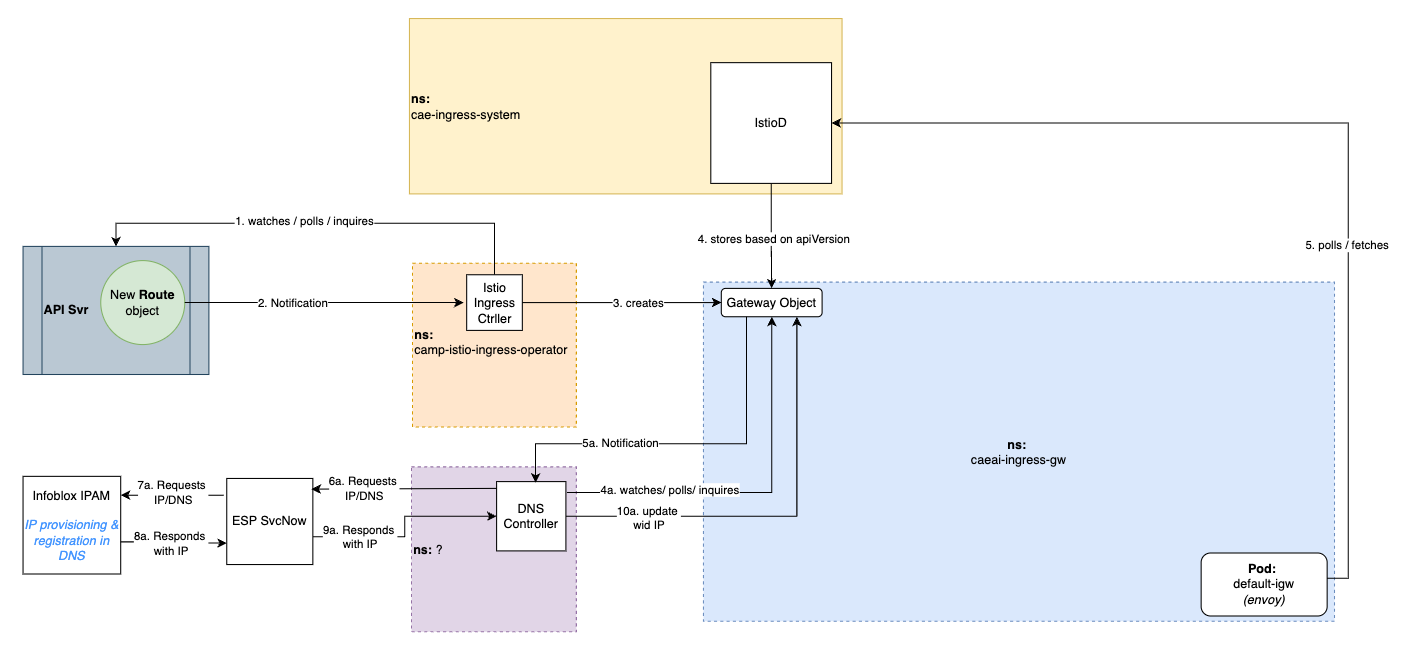 ns:
cae-ingress-system
IstioD
1. watches / polls / inquires
4. stores based on apiVersion
5. polls / fetches
API Svr
New Route
object
2. Notification
Istio
Ingress
Ctrller
3. creates
Gateway Object
ns:
camp-istio-ingress-operator
5a. Notification
ns:
caeai-ingress-gw
Infoblox IPAM
IP provisioning &
registration in
DNS
7a. Requests
IP/DNS
8a. Responds
with IP
ESP SvcNow
6a. Requests
IP/DNS
9a. Responds
with IP
DNS
Controller
ns: ?
4a. watches/ polls/ inquires
10a. update
wid IP
Pod:
default-igw
(envoy)